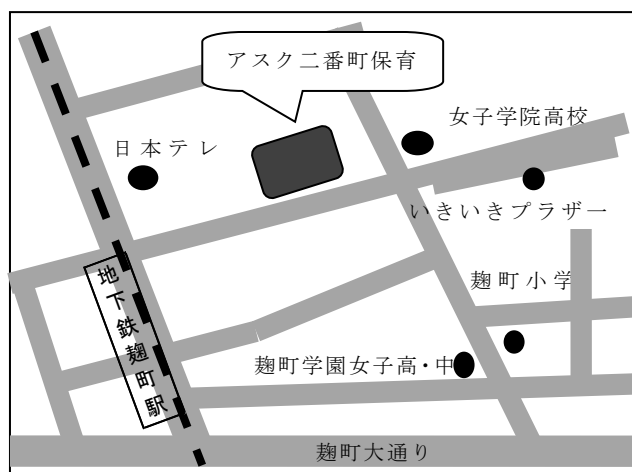 アスク二番町保育
女子学院高校
日本テレ
いきいきプラザ一
地下鉄麹町駅
麹町小学
麹町学園女子高・中
麹町大通り